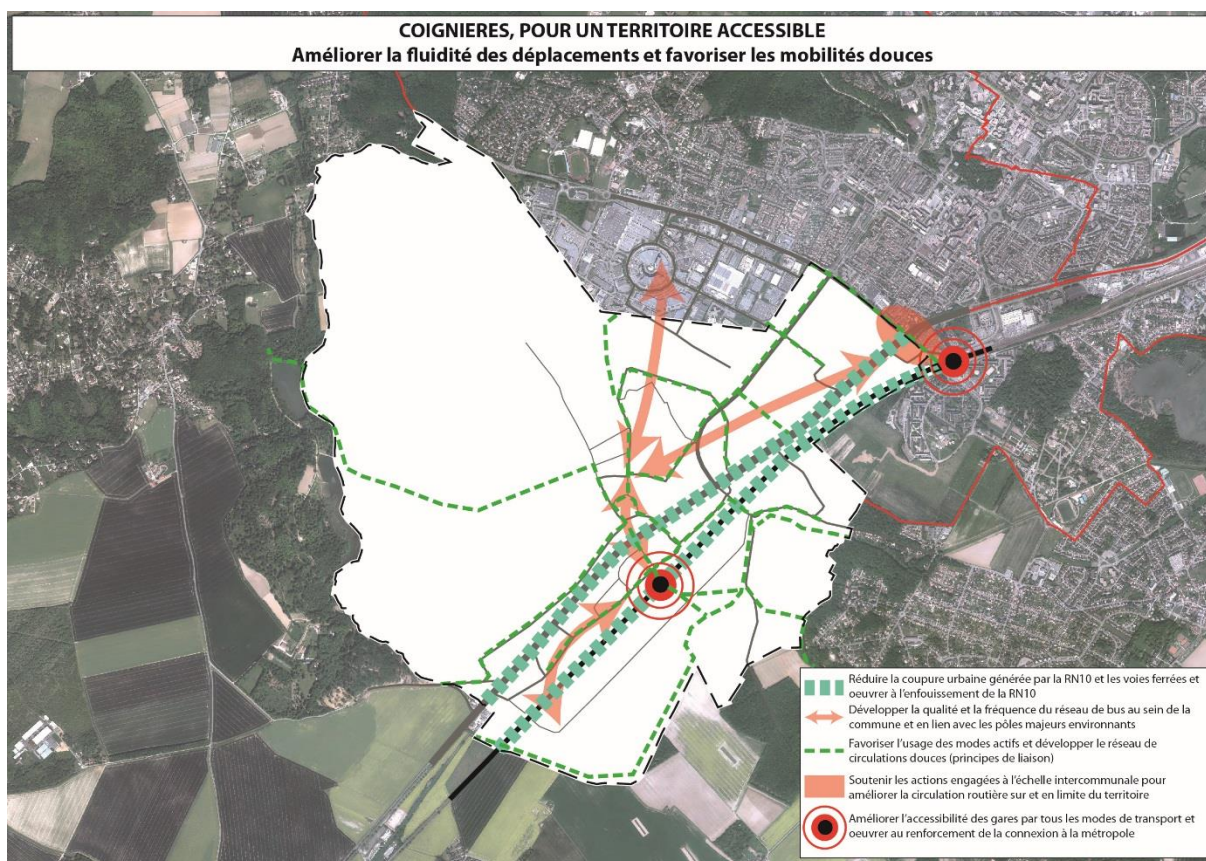 COIGNIERES, POUR UN TERRITOIRE ACCESSIBLE
Améliorer la fluidité des déplacements et favoriser les mobilités douces
Réduire la coupure urbaine générée par la RN10 et les voies ferrées et
oeuvrer à l'enfouissement de la RN10
Développer la qualité et la fréquence du réseau de bus au sein de la
commune et en lien avec les pôles majeurs environnants
Favoriser l'usage des modes actifs et développer le réseau de
circulations douces (principes de liaison)
Soutenir les actions engagées à l'échelle intercommunale pour
améliorer la circulation routière sur et en limite du territoire
Améliorer l'accessibilité des gares par tous les modes de transport et
oeuvrer au renforcement de la connexion à la métropole